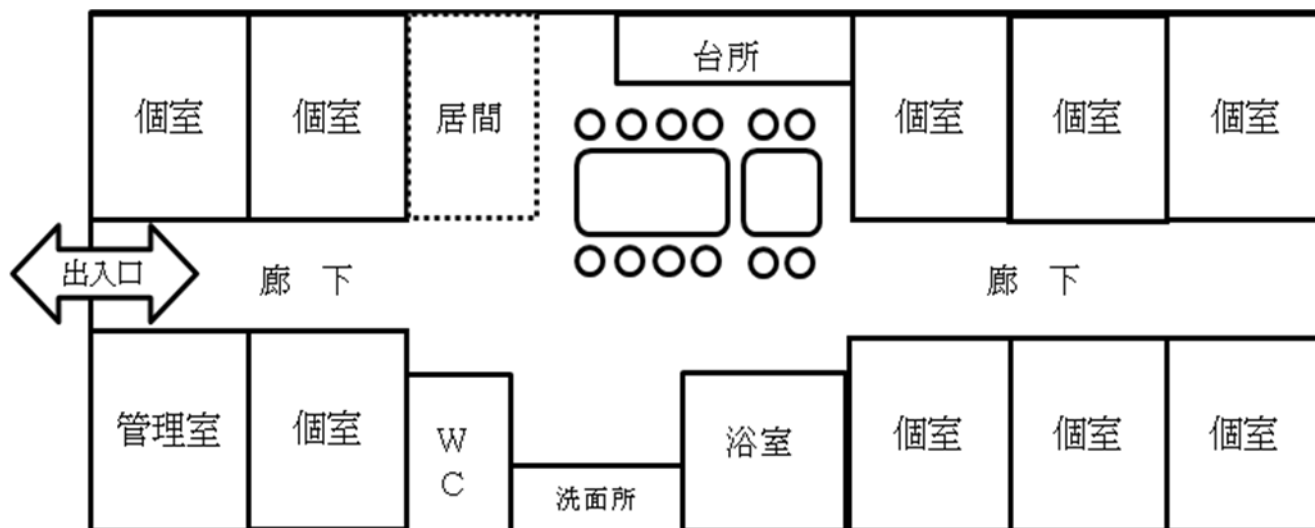 台所
個室 個室 居間 個室 個室 個室
出入口 廊 下 廊 下
管理室 個室 WC 浴室 個室 個室 個室
洗面所